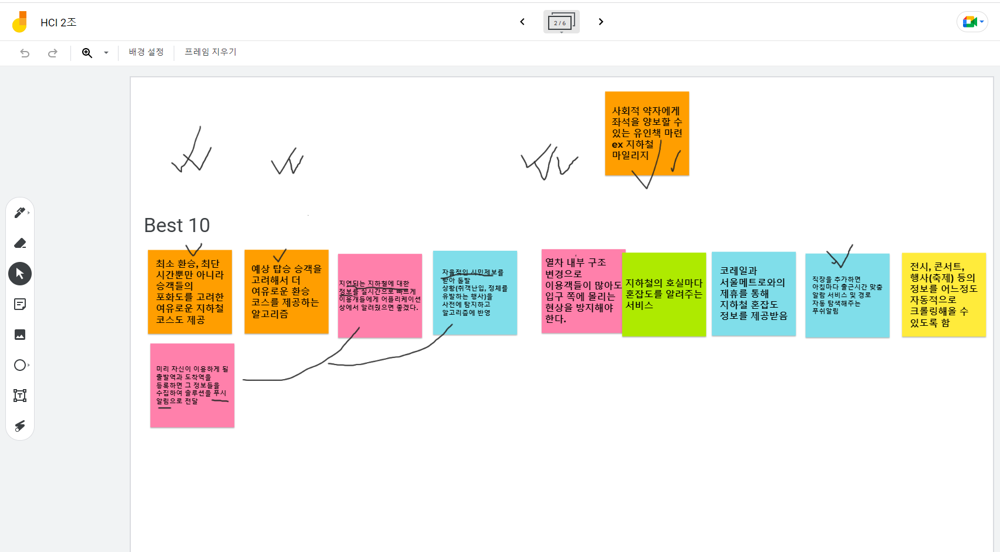 HCI 2조
2 / 6
배경 설정
프레임 지우기
사회적 약자에게
좌석을 양보할 수
있는 유인책 마련
ex 지하철
마일리지
Best 10
최소 환승, 최단
시간뿐만 아니라
승객들의
포화도를 고려한
여유로운 지하철
코스도 제공
예상 탑승 승객을
고려해서 더
여유로운 환승
코스를 제공하는
알고리즘
지연되는 지하철에 대한
정보를 실시간으로 빠르게
이용객들에게 어플리케이션
상에서 알려줬으면 좋겠다.
자율적인 시민제보를
받아 돌발
상황(취객난입, 정체를
유발하는 행사)을
사전에 탐지하고
알고리즘에 반영
열차 내부 구조
변경으로
이용객들이 많아도
입구 쪽에 몰리는
현상을 방지해야
한다.
지하철의 호실마다
혼잡도를 알려주는
서비스
코레일과
서울메트로와의
제휴를 통해
지하철 혼잡도
정보를 제공받음
직장을 추가하면
아침마다 출근시간 맞춤
알람 서비스 및 경로
자동 탐색해주는
푸쉬알림
전시, 콘서트,
행사(축제) 등의
정보를 어느정도
자동적으로
크롤링해올 수
있도록 함
미리 자신이 이용하게 될
출발역과 도착역을
등록하면 그 정보들을
수집하여 솔루션을 푸시
알림으로 전달